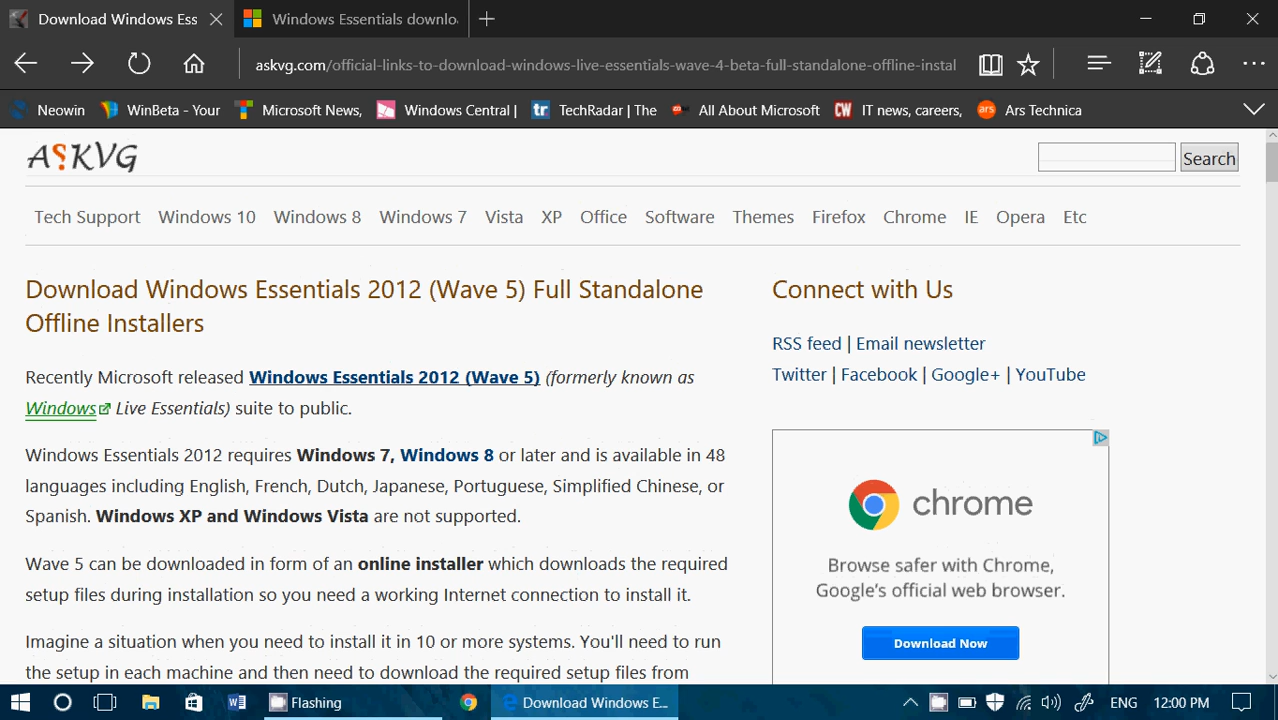 Download Windows Ess
Windows Essentials downlo
askvg.com/official-links-to-download-windows-live-essentials-wave-4-beta-full-standalone-offline-instal
Neowin
WinBeta - Your
Microsoft News,
Windows Central |
tr TechRadar | The
All About Microsoft
CW IT news, careers,
ars Ars Technica
ASKVG
Search
Tech Support Windows 10 Windows 8 Windows 7 Vista XP Office Software Themes Firefox Chrome IE Opera Etc
Download Windows Essentials 2012 (Wave 5) Full Standalone
Offline Installers
Recently Microsoft released Windows Essentials 2012 (Wave 5) (formerly known as
Windows Live Essentials) suite to public.
Windows Essentials 2012 requires Windows 7, Windows 8 or later and is available in 48
languages including English, French, Dutch, Japanese, Portuguese, Simplified Chinese, or
Spanish. Windows XP and Windows Vista are not supported.
Wave 5 can be downloaded in form of an online installer which downloads the required
setup files during installation so you need a working Internet connection to install it.
Imagine a situation when you need to install it in 10 or more systems. You'll need to run
the setup in each machine and then need to download the required setup files from
Connect with Us
RSS feed | Email newsletter
Twitter | Facebook | Google+ | YouTube
chrome
Browse safer with Chrome,
Google's official web browser.
Download Now
Flashing
Download Windows E...
ENG
12:00 PM